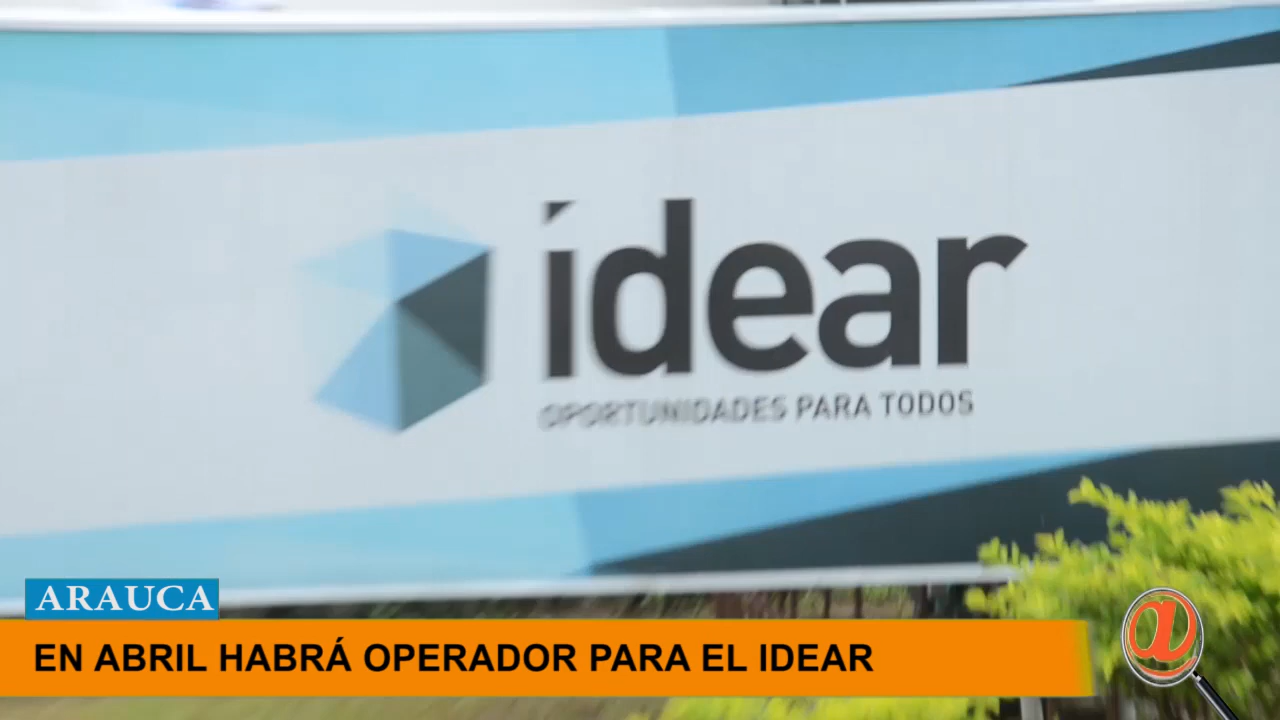 idear
OPORTUNIDADES PARA TODOS
ARAUCA
EN ABRIL HABRÁ OPERADOR PARA EL IDEAR
@